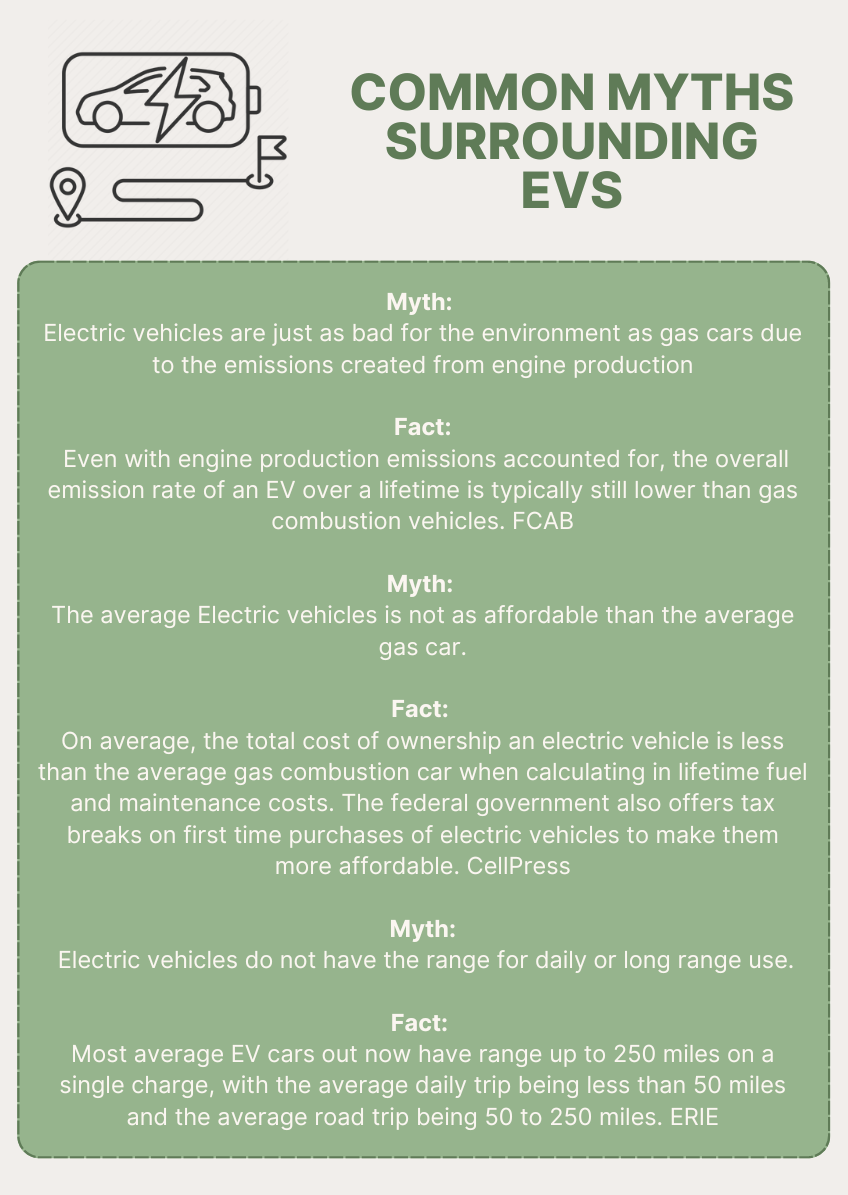 COMMON MYTHS
SURROUNDING
EVS
Myth:
Electric vehicles are just as bad for the environment as gas cars due
to the emissions created from engine production
Fact:
Even with engine production emissions accounted for, the overall
emission rate of an EV over a lifetime is typically still lower than gas
combustion vehicles. FCAB
Myth:
The average Electric vehicles is not as affordable than the average
gas car.
Fact:
On average, the total cost of ownership an electric vehicle is less
than the average gas combustion car when calculating in lifetime fuel
and maintenance costs. The federal government also offers tax
breaks on first time purchases of electric vehicles to make them
more affordable. CellPress
Myth:
Electric vehicles do not have the range for daily or long range use.
Fact:
Most average EV cars out now have range up to 250 miles on a
single charge, with the average daily trip being less than 50 miles
and the average road trip being 50 to 250 miles. ERIE